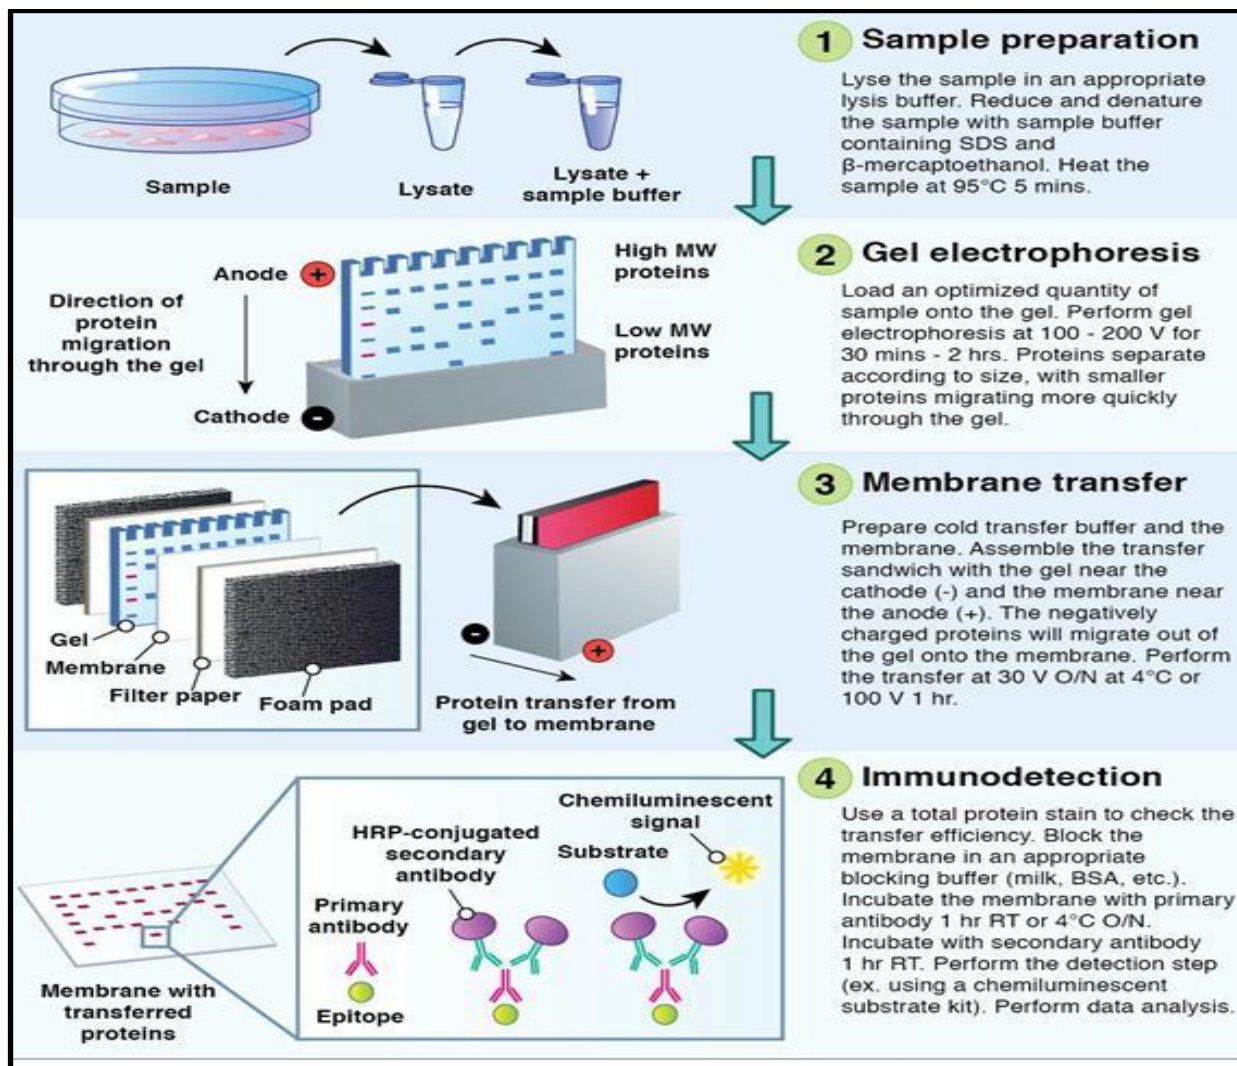 1 Sample preparation
Lyse the sample in an appropriate
lysis buffer. Reduce and denature
the sample with sample buffer
containing SDS and
β-mercaptoethanol. Heat the
sample at 95°C 5 mins.
Sample
Lysate
Lysate +
sample buffer
2 Gel electrophoresis
Load an optimized quantity of
sample onto the gel. Perform gel
electrophoresis at 100 - 200 V for
30 mins - 2 hrs. Proteins separate
according to size, with smaller
proteins migrating more quickly
through the gel.
Anode +
Direction of
protein
migration
through the gel
Cathode -
High MW
proteins
Low MW
proteins
3 Membrane transfer
Prepare cold transfer buffer and the
membrane. Assemble the transfer
sandwich with the gel near the
cathode (-) and the membrane near
the anode (+). The negatively
charged proteins will migrate out of
the gel onto the membrane. Perform
the transfer at 30 V O/N at 4°C or
100 V 1 hr.
Gel
Membrane
Filter paper
Foam pad
-
+
Protein transfer from
gel to membrane
4 Immunodetection
Use a total protein stain to check the
transfer efficiency. Block the
membrane in an appropriate
blocking buffer (milk, BSA, etc.).
Incubate the membrane with primary
antibody 1 hr RT or 4°C O/N.
Incubate with secondary antibody
1 hr RT. Perform the detection step
(ex. using a chemiluminescent
substrate kit). Perform data analysis.
Membrane with
transferred
proteins
HRP-conjugated
secondary
antibody
Primary
antibody
Epitope
Chemiluminescent
signal
Substrate